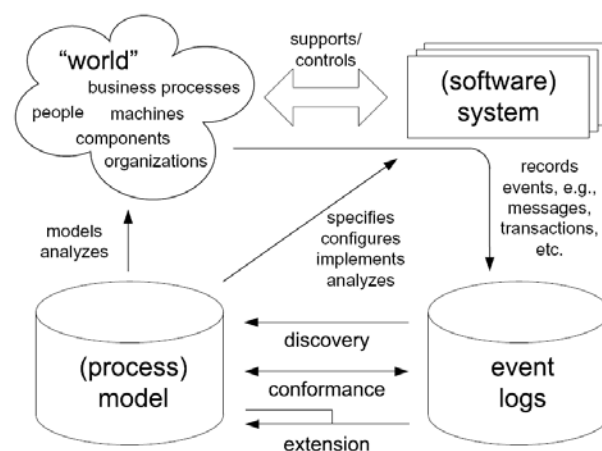 “world”
business processes
people
machines
components
organizations
supports/
controls
(software)
system
records
events, e.g.,
messages,
transactions,
etc.
models
analyzes
specifies
configures
implements
analyzes
(process)
model
discovery
conformance
extension
event
logs